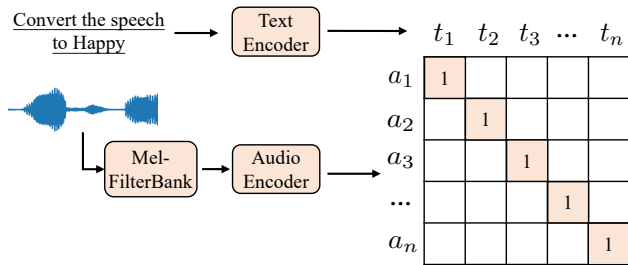 Convert the speech
to Happy
Text
Encoder
t1 t2 t3 ... tn
a1 1
a2 1
Mel-
FilterBank
Audio
Encoder
a3 1
... 1
an 1